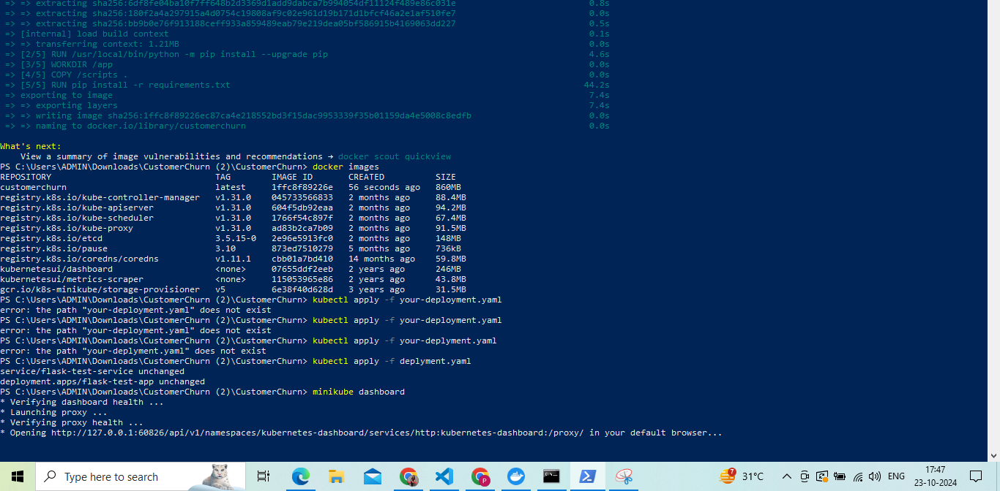 => => extracting sha256:6df8fe04ba10f7ff648b2d3369d1add9dabca7b994054df11124f489e86c031e 0.8s
=> => extracting sha256:180f2a4a297915a4d0754c19808af9c02e961d19b171d1bfcf46a2e1af510fe7 0.5s
=> => extracting sha256:bb9b0e76f913188ceff933a859489eab79e219dea05bf586915b4169063dd227 0.5s
=> [internal] load build context 0.1s
=> => transferring context: 1.21MB 0.0s
=> [2/5] RUN /usr/local/bin/python -m pip install --upgrade pip 4.6s
=> [3/5] WORKDIR /app 0.0s
=> [4/5] COPY /scripts . 0.0s
=> [5/5] RUN pip install -r requirements.txt 44.2s
=> exporting to image 7.4s
=> => exporting layers 7.4s
=> => writing image sha256:1ffc8f89226ec87ca4e218552bd3f15dac9953339f35b01159da4e5008c8edfb 0.0s
=> => naming to docker.io/library/customerchurn 0.0s
What's next:
View a summary of image vulnerabilities and recommendations → docker scout quickview
PS C:\Users\ADMIN\Downloads\CustomerChurn (2)\CustomerChurn> docker images
REPOSITORY TAG IMAGE ID CREATED SIZE
customerchurn latest 1ffc8f89226e 56 seconds ago 860MB
registry.k8s.io/kube-controller-manager v1.31.0 045733566833 2 months ago 88.4MB
registry.k8s.io/kube-apiserver v1.31.0 604f5db92eaa 2 months ago 94.2MB
registry.k8s.io/kube-scheduler v1.31.0 1766f54c897f 2 months ago 67.4MB
registry.k8s.io/kube-proxy v1.31.0 ad83b2ca7b09 2 months ago 91.5MB
registry.k8s.io/etcd 3.5.15-0 2e96e5913fc0 2 months ago 148MB
registry.k8s.io/pause 3.10 873ed7510279 5 months ago 736kB
registry.k8s.io/coredns/coredns v1.11.1 cbb01a7bd410 14 months ago 59.8MB
kubernetesui/dashboard <none> 07655ddf2eeb 2 years ago 246MB
kubernetesui/metrics-scraper <none> 115053965e86 2 years ago 43.8MB
gcr.io/k8s-minikube/storage-provisioner v5 6e38f40d628d 3 years ago 31.5MB
PS C:\Users\ADMIN\Downloads\CustomerChurn (2)\CustomerChurn> kubectl apply -f your-deployment.yaml
error: the path "your-deployment.yaml" does not exist
PS C:\Users\ADMIN\Downloads\CustomerChurn (2)\CustomerChurn> kubectl apply -f your-deployment.yaml
error: the path "your-deployment.yaml" does not exist
PS C:\Users\ADMIN\Downloads\CustomerChurn (2)\CustomerChurn> kubectl apply -f your-deplyment.yaml
error: the path "your-deplyment.yaml" does not exist
PS C:\Users\ADMIN\Downloads\CustomerChurn (2)\CustomerChurn> kubectl apply -f deplyment.yaml
service/flask-test-service unchanged
deployment.apps/flask-test-app unchanged
PS C:\Users\ADMIN\Downloads\CustomerChurn (2)\CustomerChurn> minikube dashboard
* Verifying dashboard health ...
* Launching proxy ...
* Verifying proxy health ...
* Opening http://127.0.0.1:60826/api/v1/namespaces/kubernetes-dashboard/services/http:kubernetes-dashboard:/proxy/ in your default browser...
Type here to search
31°C
ENG
17:47
23-10-2024